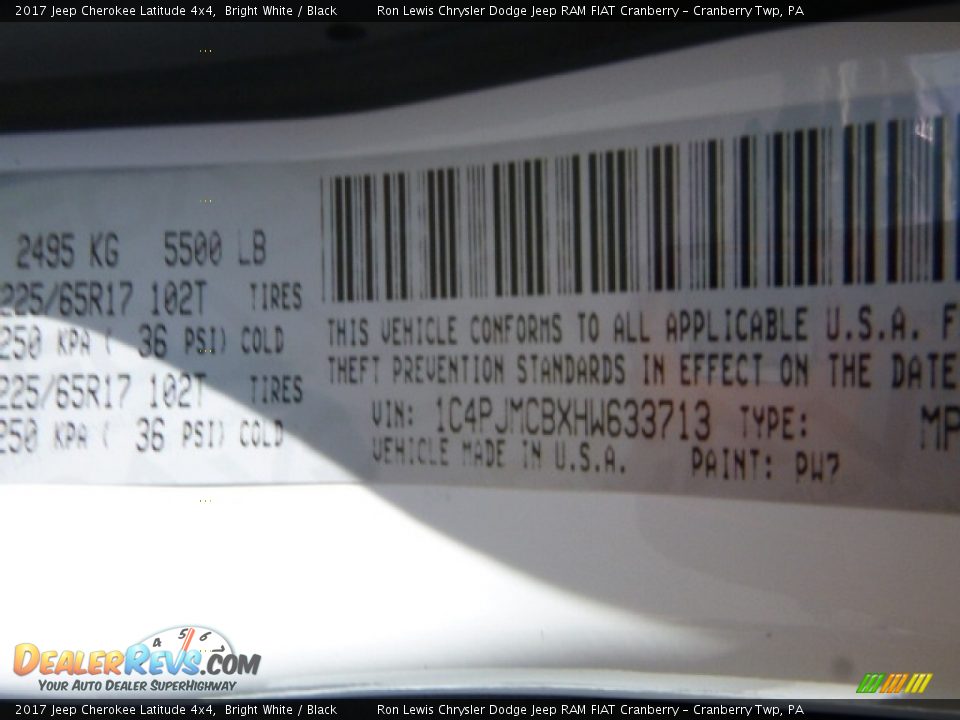 2017 Jeep Cherokee Latitude 4x4, Bright White / Black Ron Lewis Chrysler Dodge Jeep RAM FIAT Cranberry - Cranberry Twp, PA
2495 KG 5500 LB
225/65R17 102T TIRES
250 KPA ( 36 PSI) COLD
225/65R17 102T TIRES
250 KPA ( 36 PSI) COLD
THIS VEHICLE CONFORMS TO ALL APPLICABLE U.S.A. F
THEFT PREVENTION STANDARDS IN EFFECT ON THE DATE
VIN: 1C4PJMCBXHW633713 TYPE: MP
VEHICLE MADE IN U.S.A. PAINT: PW7
4 5 6
DEALERREVS.COM
YOUR AUTO DEALER SUPERHIGHWAY
2017 Jeep Cherokee Latitude 4x4, Bright White / Black Ron Lewis Chrysler Dodge Jeep RAM FIAT Cranberry - Cranberry Twp, PA